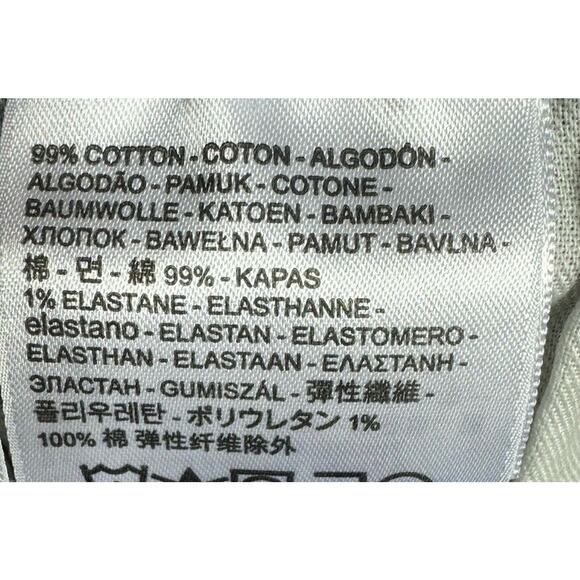 99% COTTON - COTON - ALGODÓN -
ALGODÃO - PAMUK - COTONE -
BAUMWOLLE - KATOEN - BAMBAKI -
ХЛОПОК - BAWEŁNA - PAMUT - BAVLNA -
棉 - 면 - 綿 99% - KAPAS
1% ELASTANE - ELASTHANNE -
elastano - ELASTAN - ELASTOMERO -
ELASTHAN - ELASTAAN - ΕΛΑΣΤΑΝΗ -
ЭЛАСТАН - GUMISZÁL - 彈性纖維 -
폴리우레탄 - ポリウレタン 1%
100% 棉 弹性纤维除外